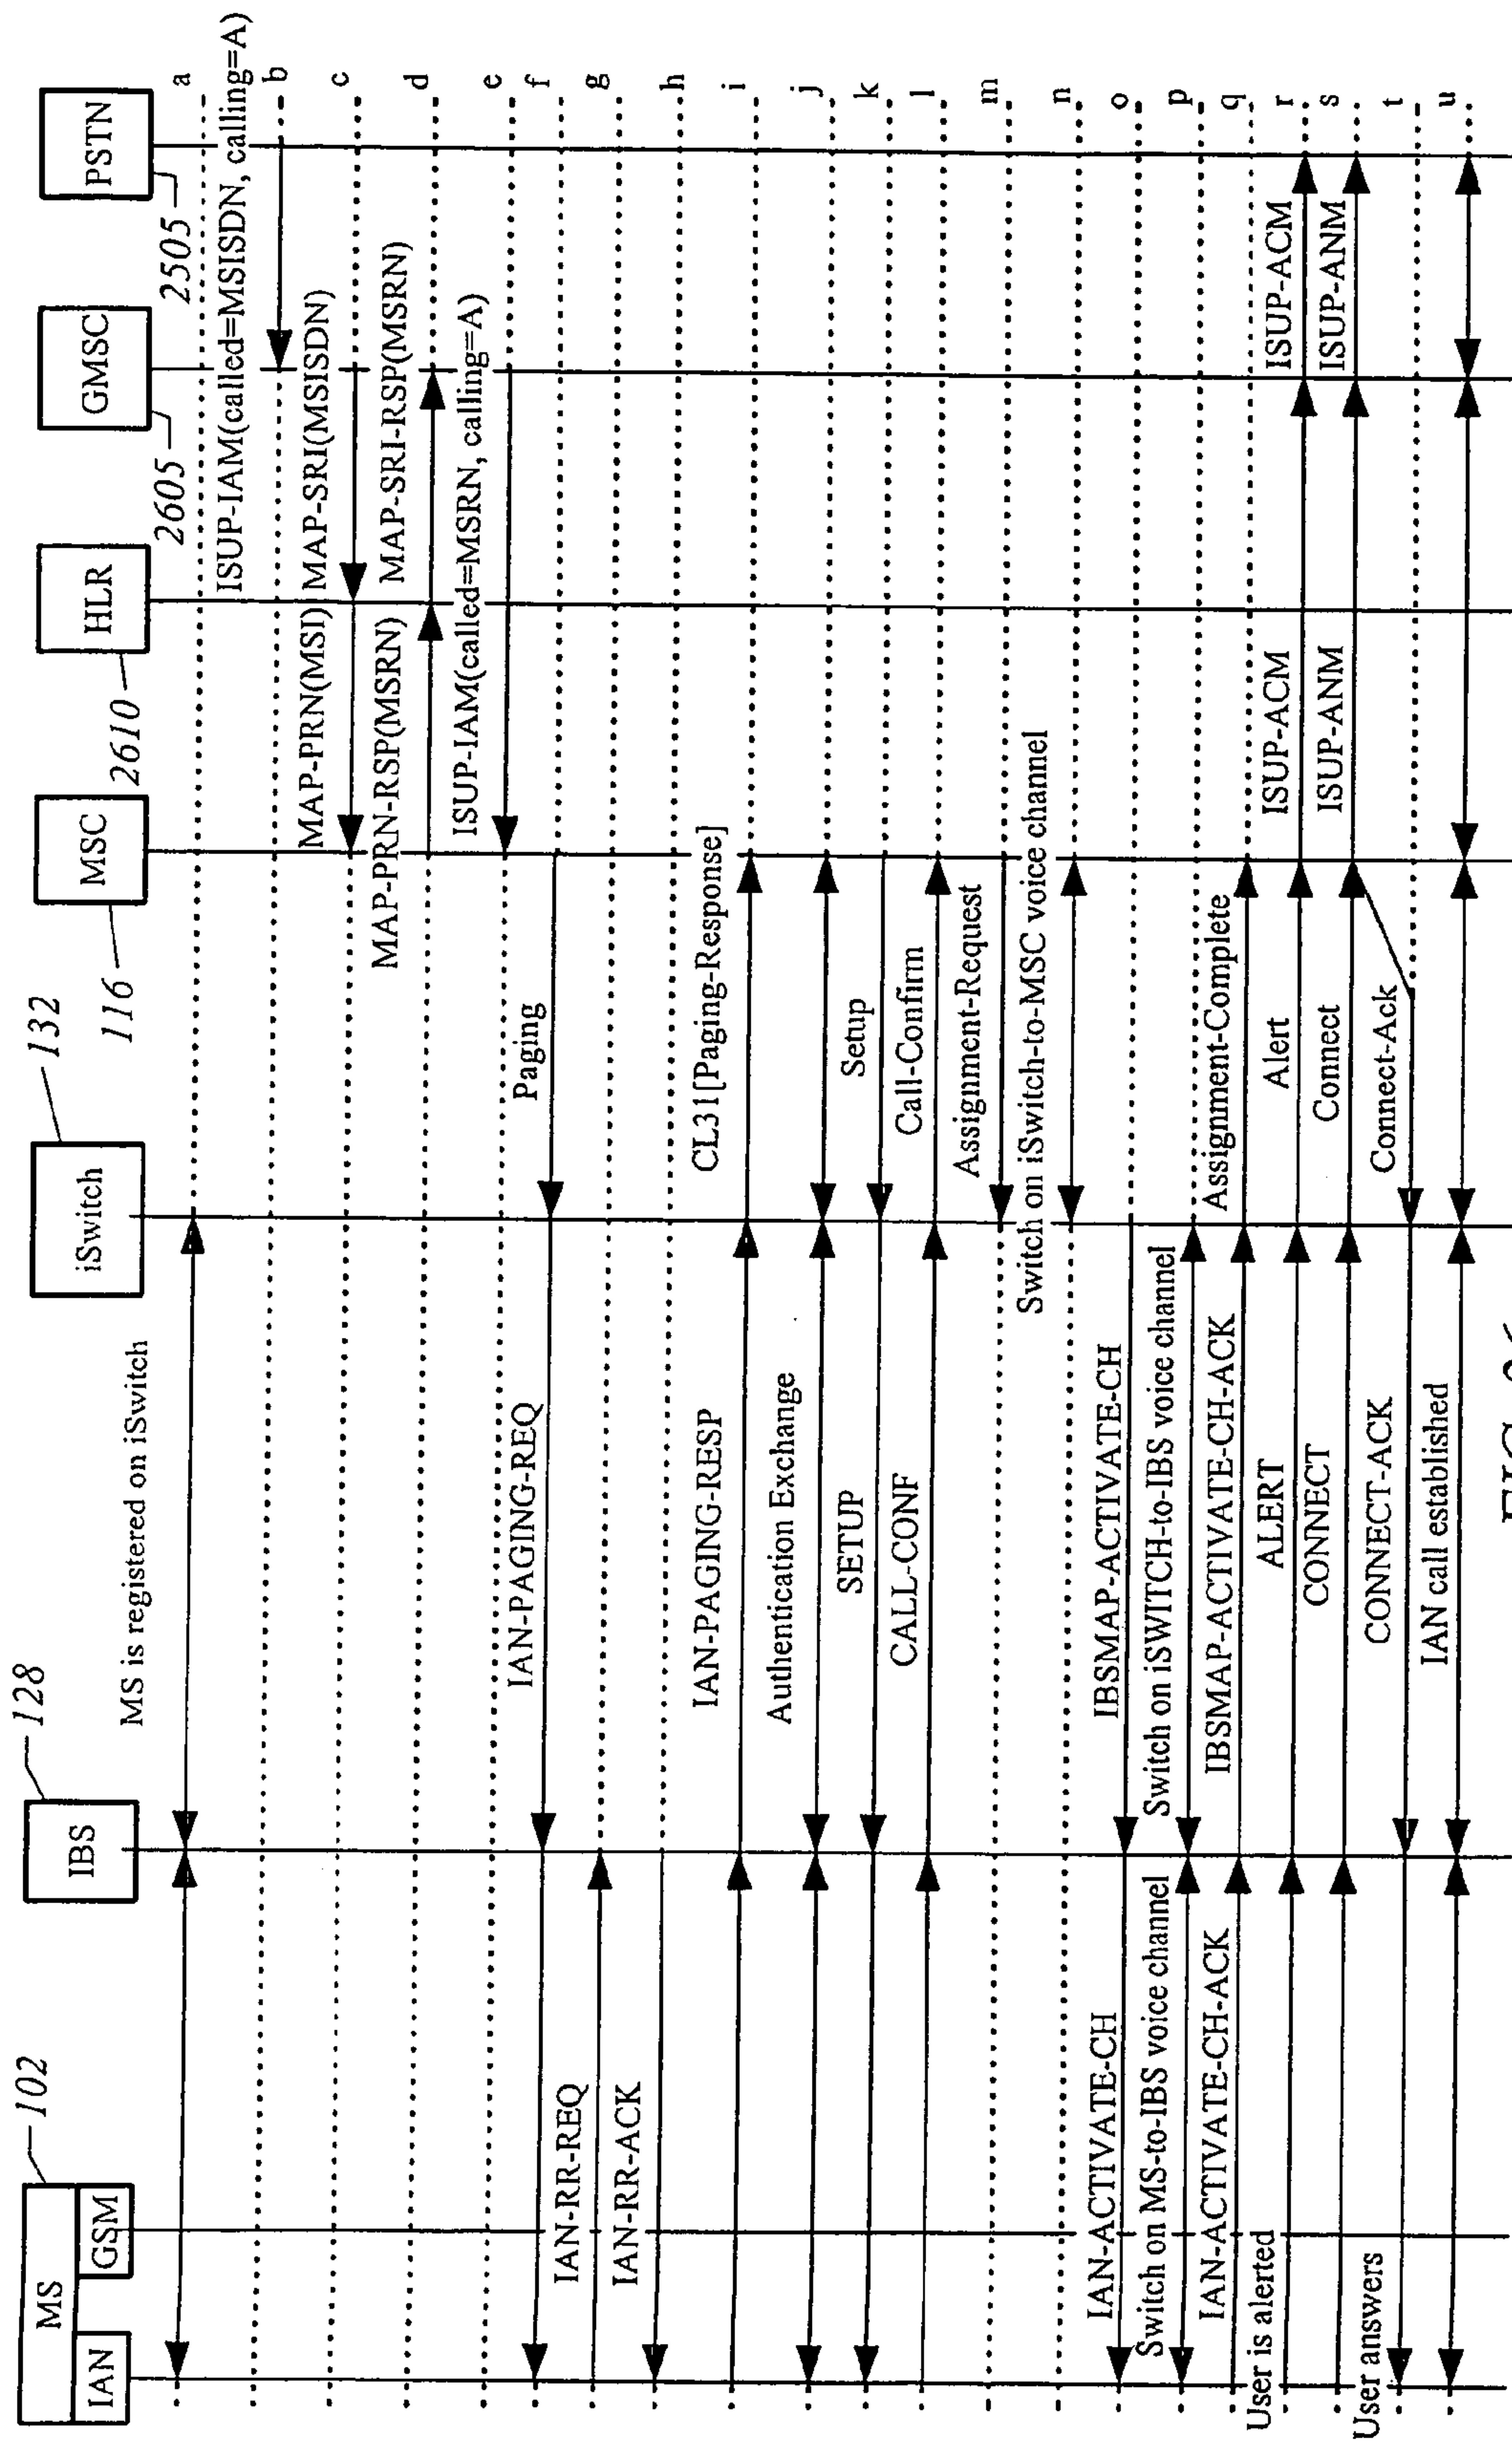 102
128
132
116
2610
2605
2505
MS
IAN
GSM
IBS
iSwitch
MSC
HLR
GMSC
PSTN
MS is registered on iSwitch
a
ISUP-IAM(called=MSISDN, calling=A)
b
MAP-PRN(MSI)
MAP-SRI(MSISDN)
c
MAP-PRN-RSP(MSRN)
MAP-SRI-RSP(MSRN)
d
ISUP-IAM(called=MSRN, calling=A)
e
IAN-PAGING-REQ
Paging
f
IAN-RR-REQ
g
IAN-RR-ACK
h
IAN-PAGING-RESP
CL31[Paging-Response]
i
Authentication Exchange
j
SETUP
Setup
k
CALL-CONF
Call-Confirm
l
Assignment-Request
m
Switch on iSwitch-to-MSC voice channel
n
IAN-ACTIVATE-CH
IBSMAP-ACTIVATE-CH
o
Switch on MS-to-IBS voice channel
Switch on iSWITCH-to-IBS voice channel
p
IAN-ACTIVATE-CH-ACK
IBSMAP-ACTIVATE-CH-ACK
Assignment-Complete
q
User is alerted
ALERT
Alert
ISUP-ACM
ISUP-ACM
r
CONNECT
Connect
ISUP-ANM
ISUP-ANM
s
User answers
CONNECT-ACK
Connect-Ack
t
IAN call established
u